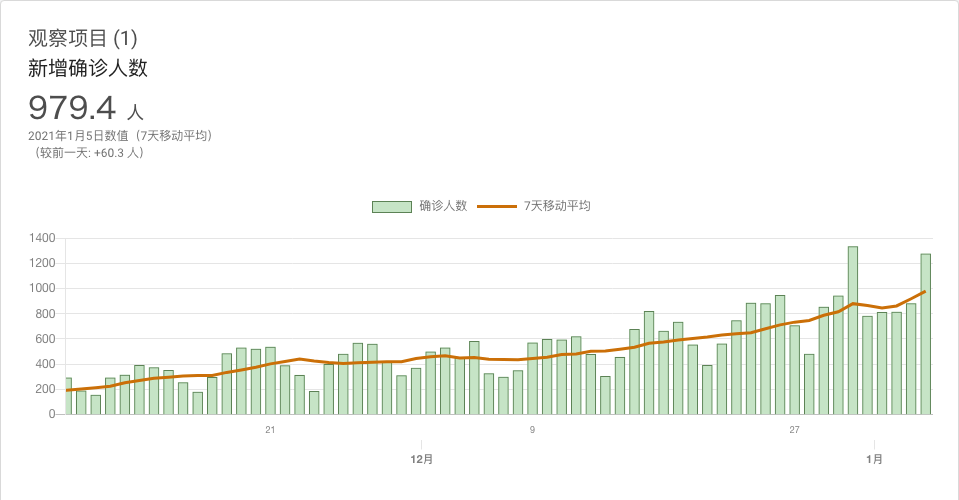 观察项目 (1)
新增确诊人数
979.4 人
2021年1月5日数值（7天移动平均）
（较前一天: +60.3 人）
确诊人数 7天移动平均
1400
1200
1000
800
600
400
200
0
21 9 27
12月 1月